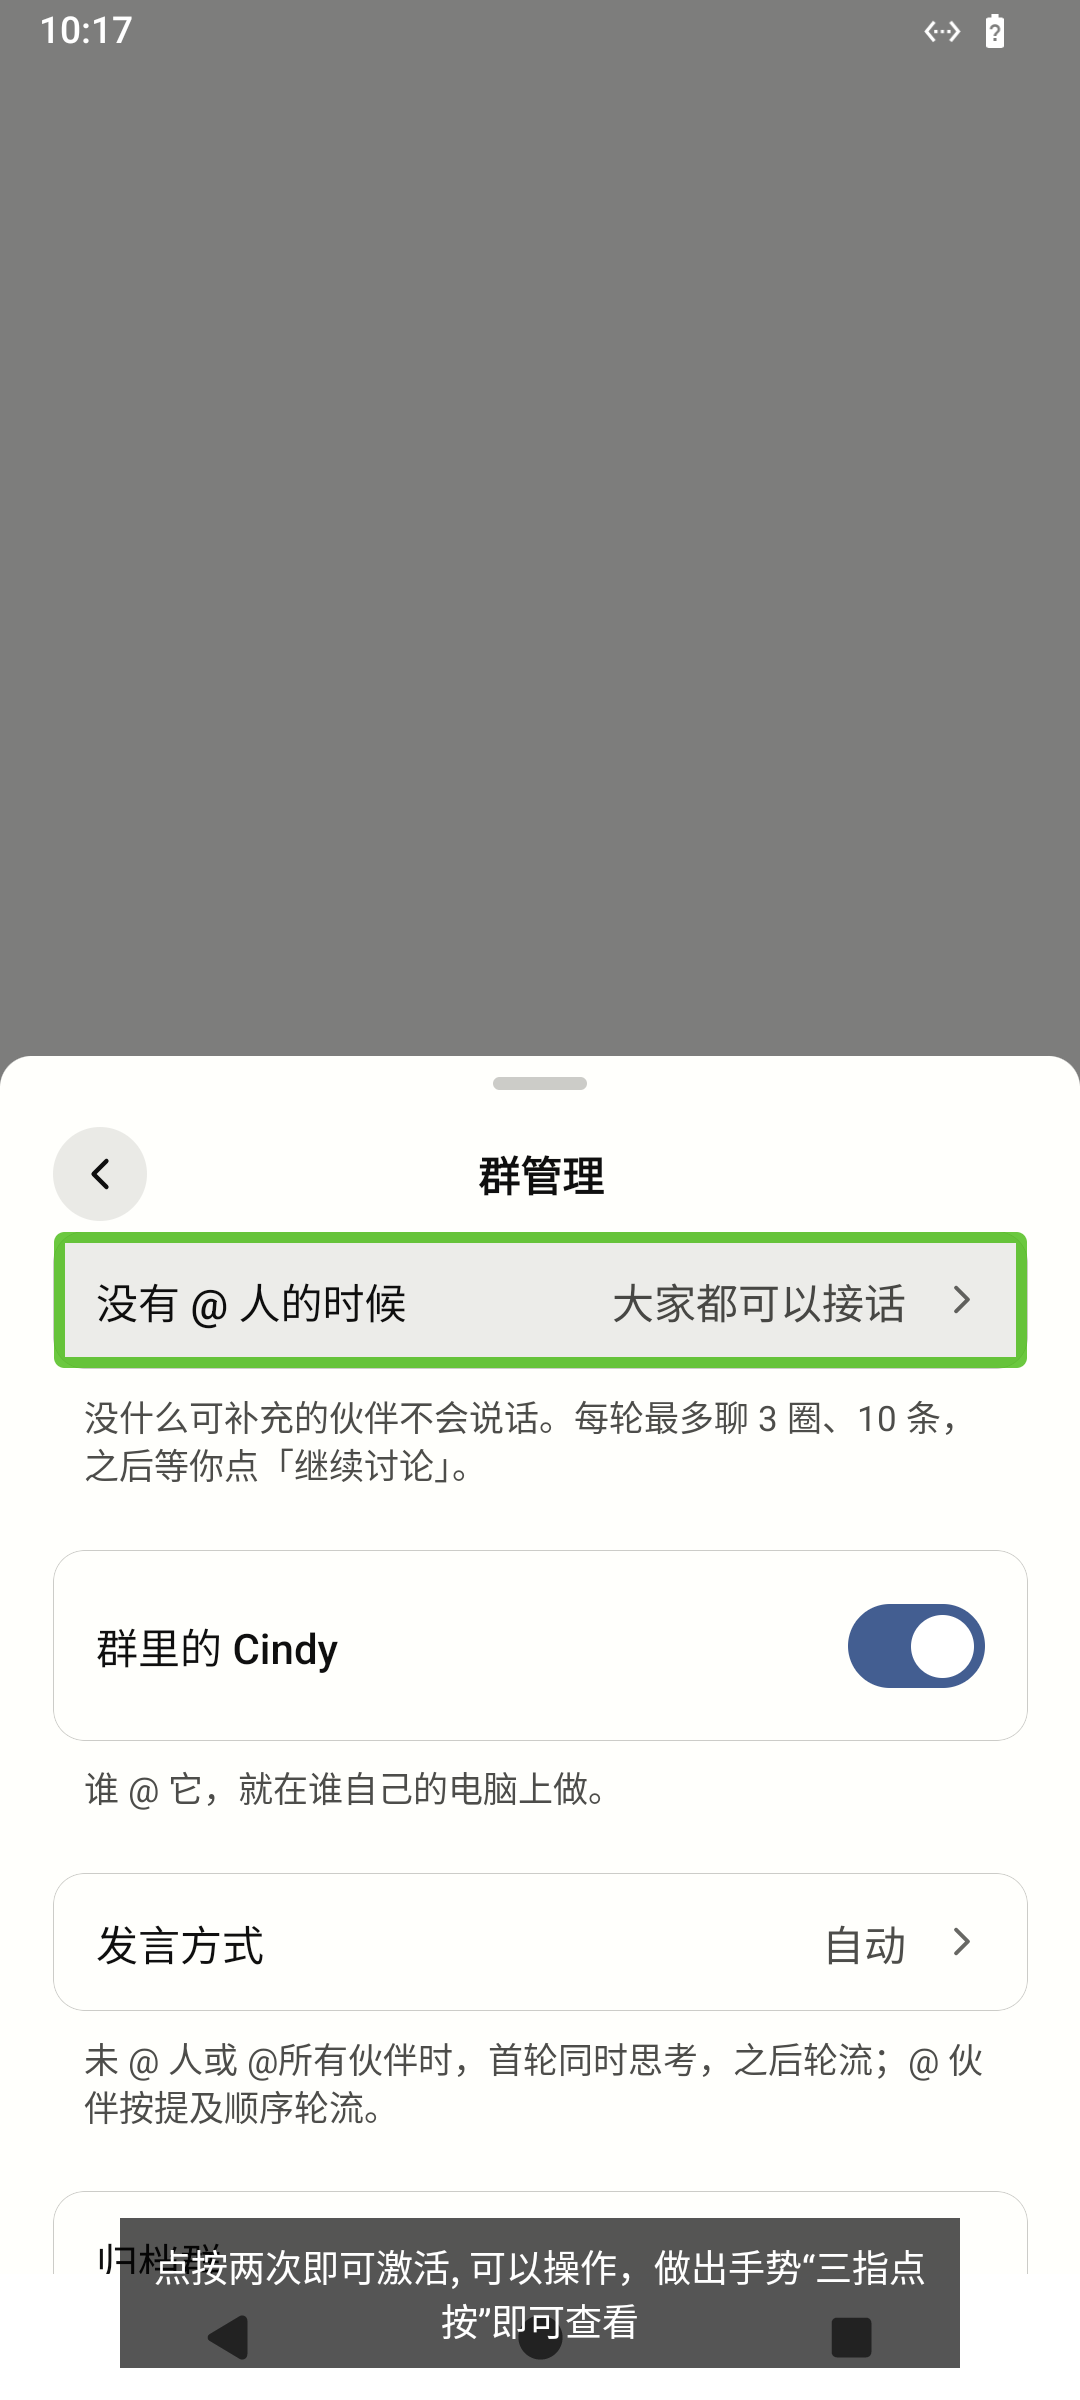 10:17
群管理
没有 @ 人的时候
大家都可以接话
没什么可补充的伙伴不会说话。每轮最多聊 3 圈、10 条，
之后等你点「继续讨论」。
群里的 Cindy
谁 @ 它，就在谁自己的电脑上做。
发言方式
自动
未 @ 人或 @所有伙伴时，首轮同时思考，之后轮流；@ 伙
伴按提及顺序轮流。
归档群
点按两次即可激活, 可以操作，做出手势“三指点
按”即可查看